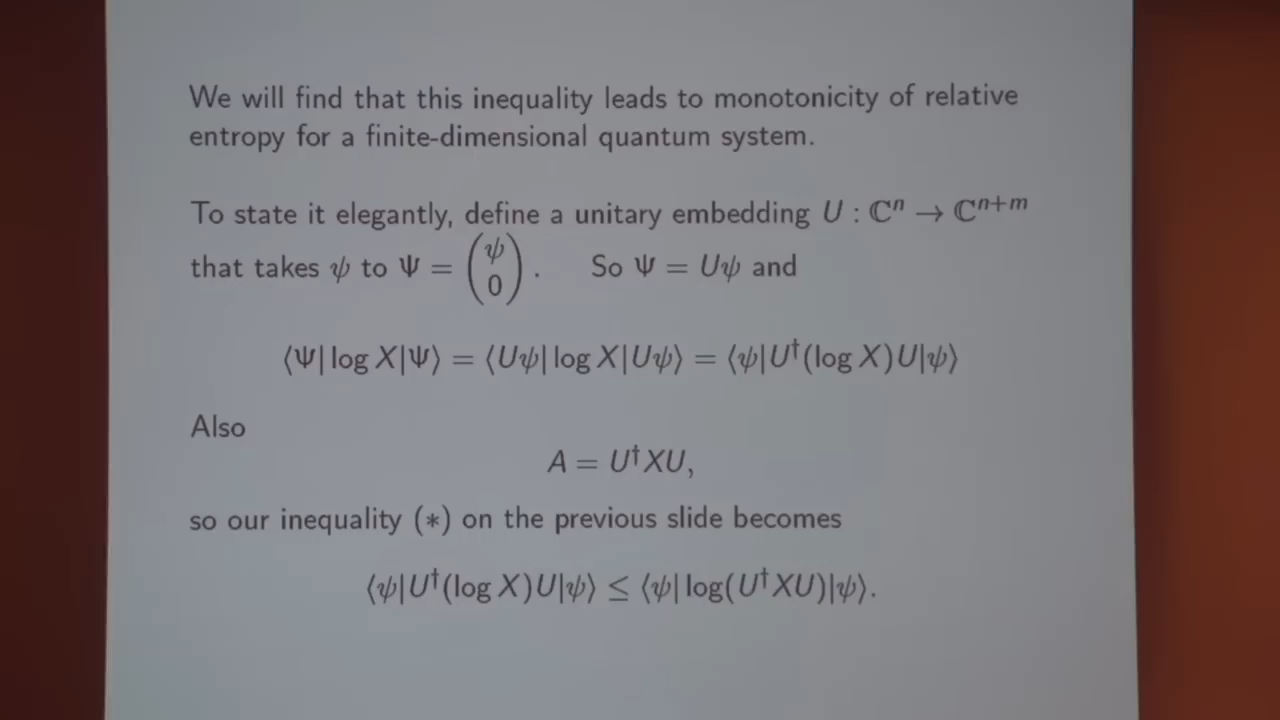 We will find that this inequality leads to monotonicity of relative
entropy for a finite-dimensional quantum system.
To state it elegantly, define a unitary embedding U : ℂⁿ → ℂⁿ⁺ᵐ
that takes ψ to Ψ = (ψ 0). So Ψ = Uψ and
⟨Ψ| log X|Ψ⟩ = ⟨Uψ| log X|Uψ⟩ = ⟨ψ|U†(log X)U|ψ⟩
Also
A = U†XU,
so our inequality (∗) on the previous slide becomes
⟨ψ|U†(log X)U|ψ⟩ ≤ ⟨ψ| log(U†XU)|ψ⟩.